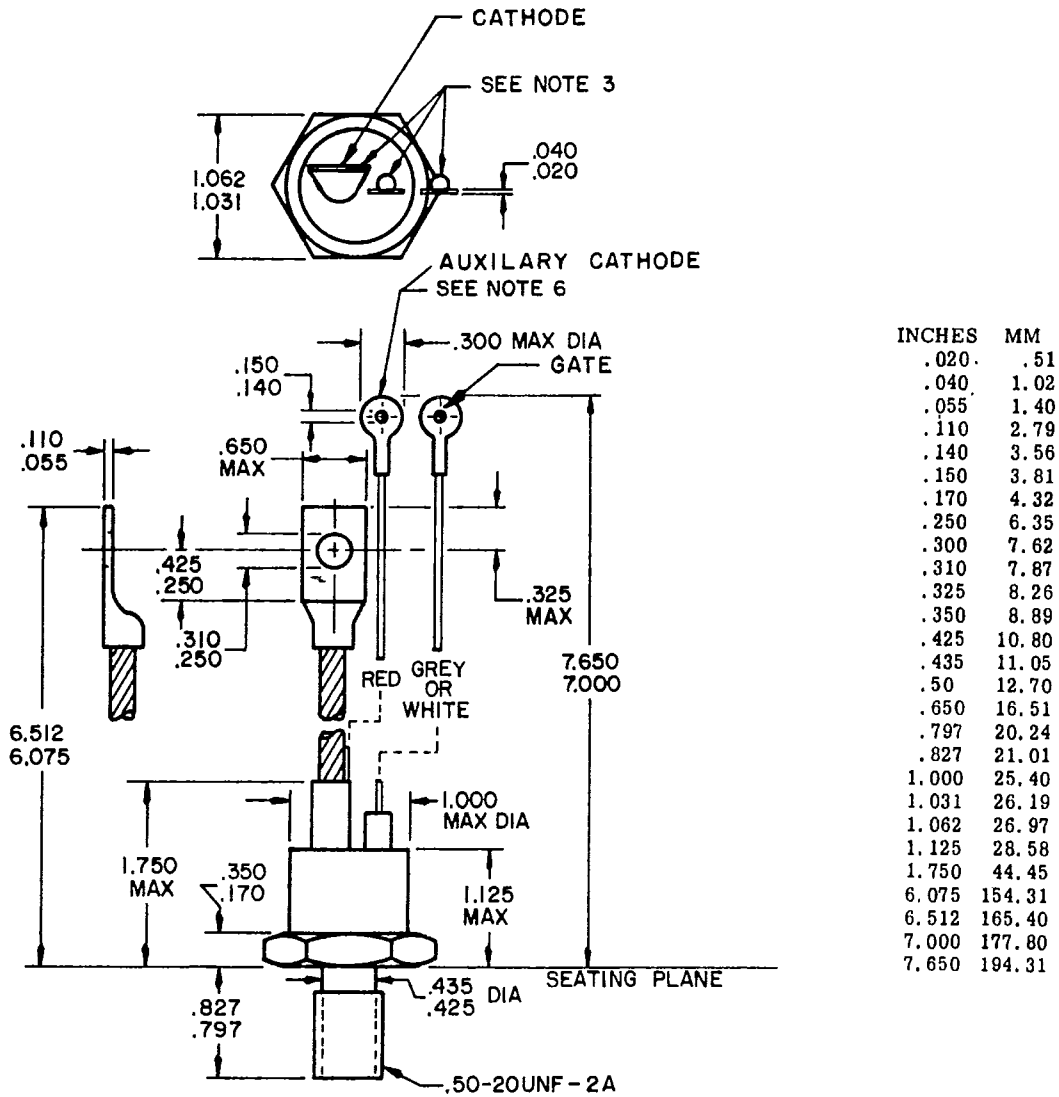 CATHODE
SEE NOTE 3
1.062
1.031
.040
.020
AUXILARY CATHODE
SEE NOTE 6
.300 MAX DIA
GATE
.150
.140
.110
.055
.650
MAX
.425
.250
.310
.250
.325
MAX
7.650
7.000
RED
GREY
OR
WHITE
6.512
6.075
1.000
MAX DIA
1.750
MAX
.350
.170
1.125
MAX
SEATING PLANE
.435
.425 DIA
.827
.797
.50-20UNF-2A
INCHES MM
.020 .51
.040 1.02
.055 1.40
.110 2.79
.140 3.56
.150 3.81
.170 4.32
.250 6.35
.300 7.62
.310 7.87
.325 8.26
.350 8.89
.425 10.80
.435 11.05
.50 12.70
.650 16.51
.797 20.24
.827 21.01
1.000 25.40
1.031 26.19
1.062 26.97
1.125 28.58
1.750 44.45
6.075 154.31
6.512 165.40
7.000 177.80
7.650 194.31